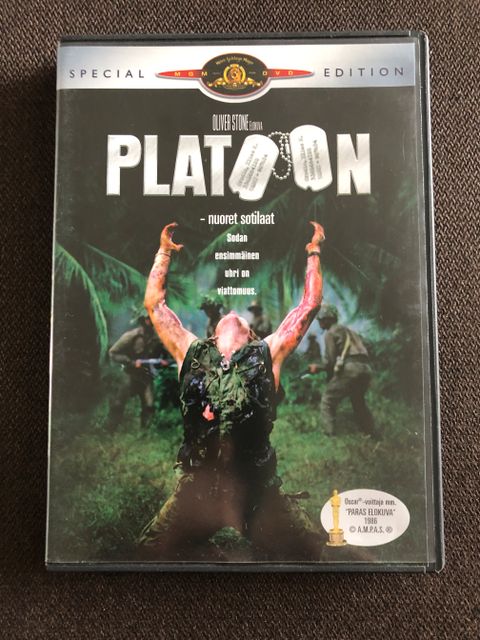 SPECIAL MGM DVD EDITION
OLIVER STONE ELOKUVA
PLATOON
- nuoret sotilaat
Sodan
ensimmäinen
uhri on
viattomuus.
Oscar®-voittaja mm.
"PARAS ELOKUVA"
1986
© A.M.P.A.S. ®